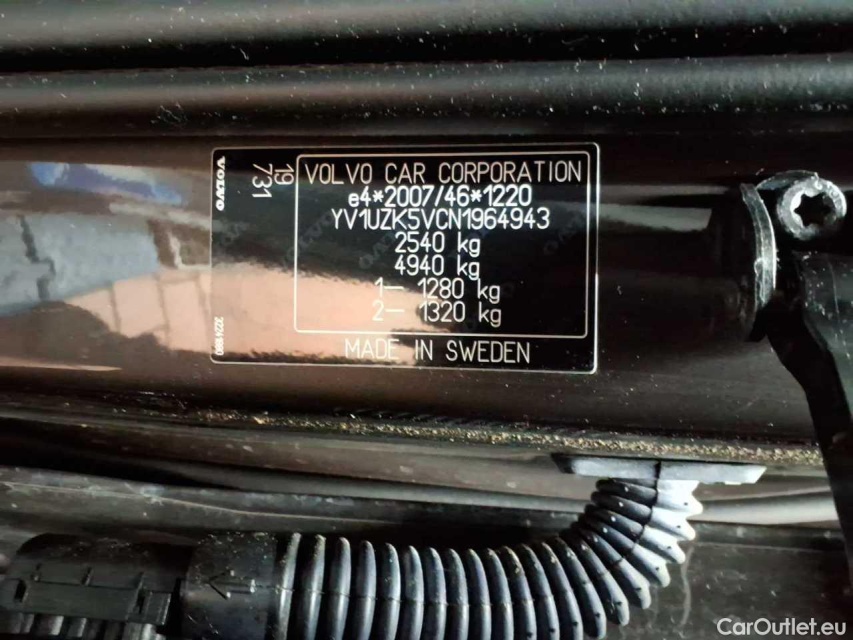 VOLVO
19
731
VOLVO CAR CORPORATION
e4*2007/46*1220
YV1UZK5VCN1964943
2540 kg
4940 kg
1– 1280 kg
2– 1320 kg
MADE IN SWEDEN
CarOutlet.eu